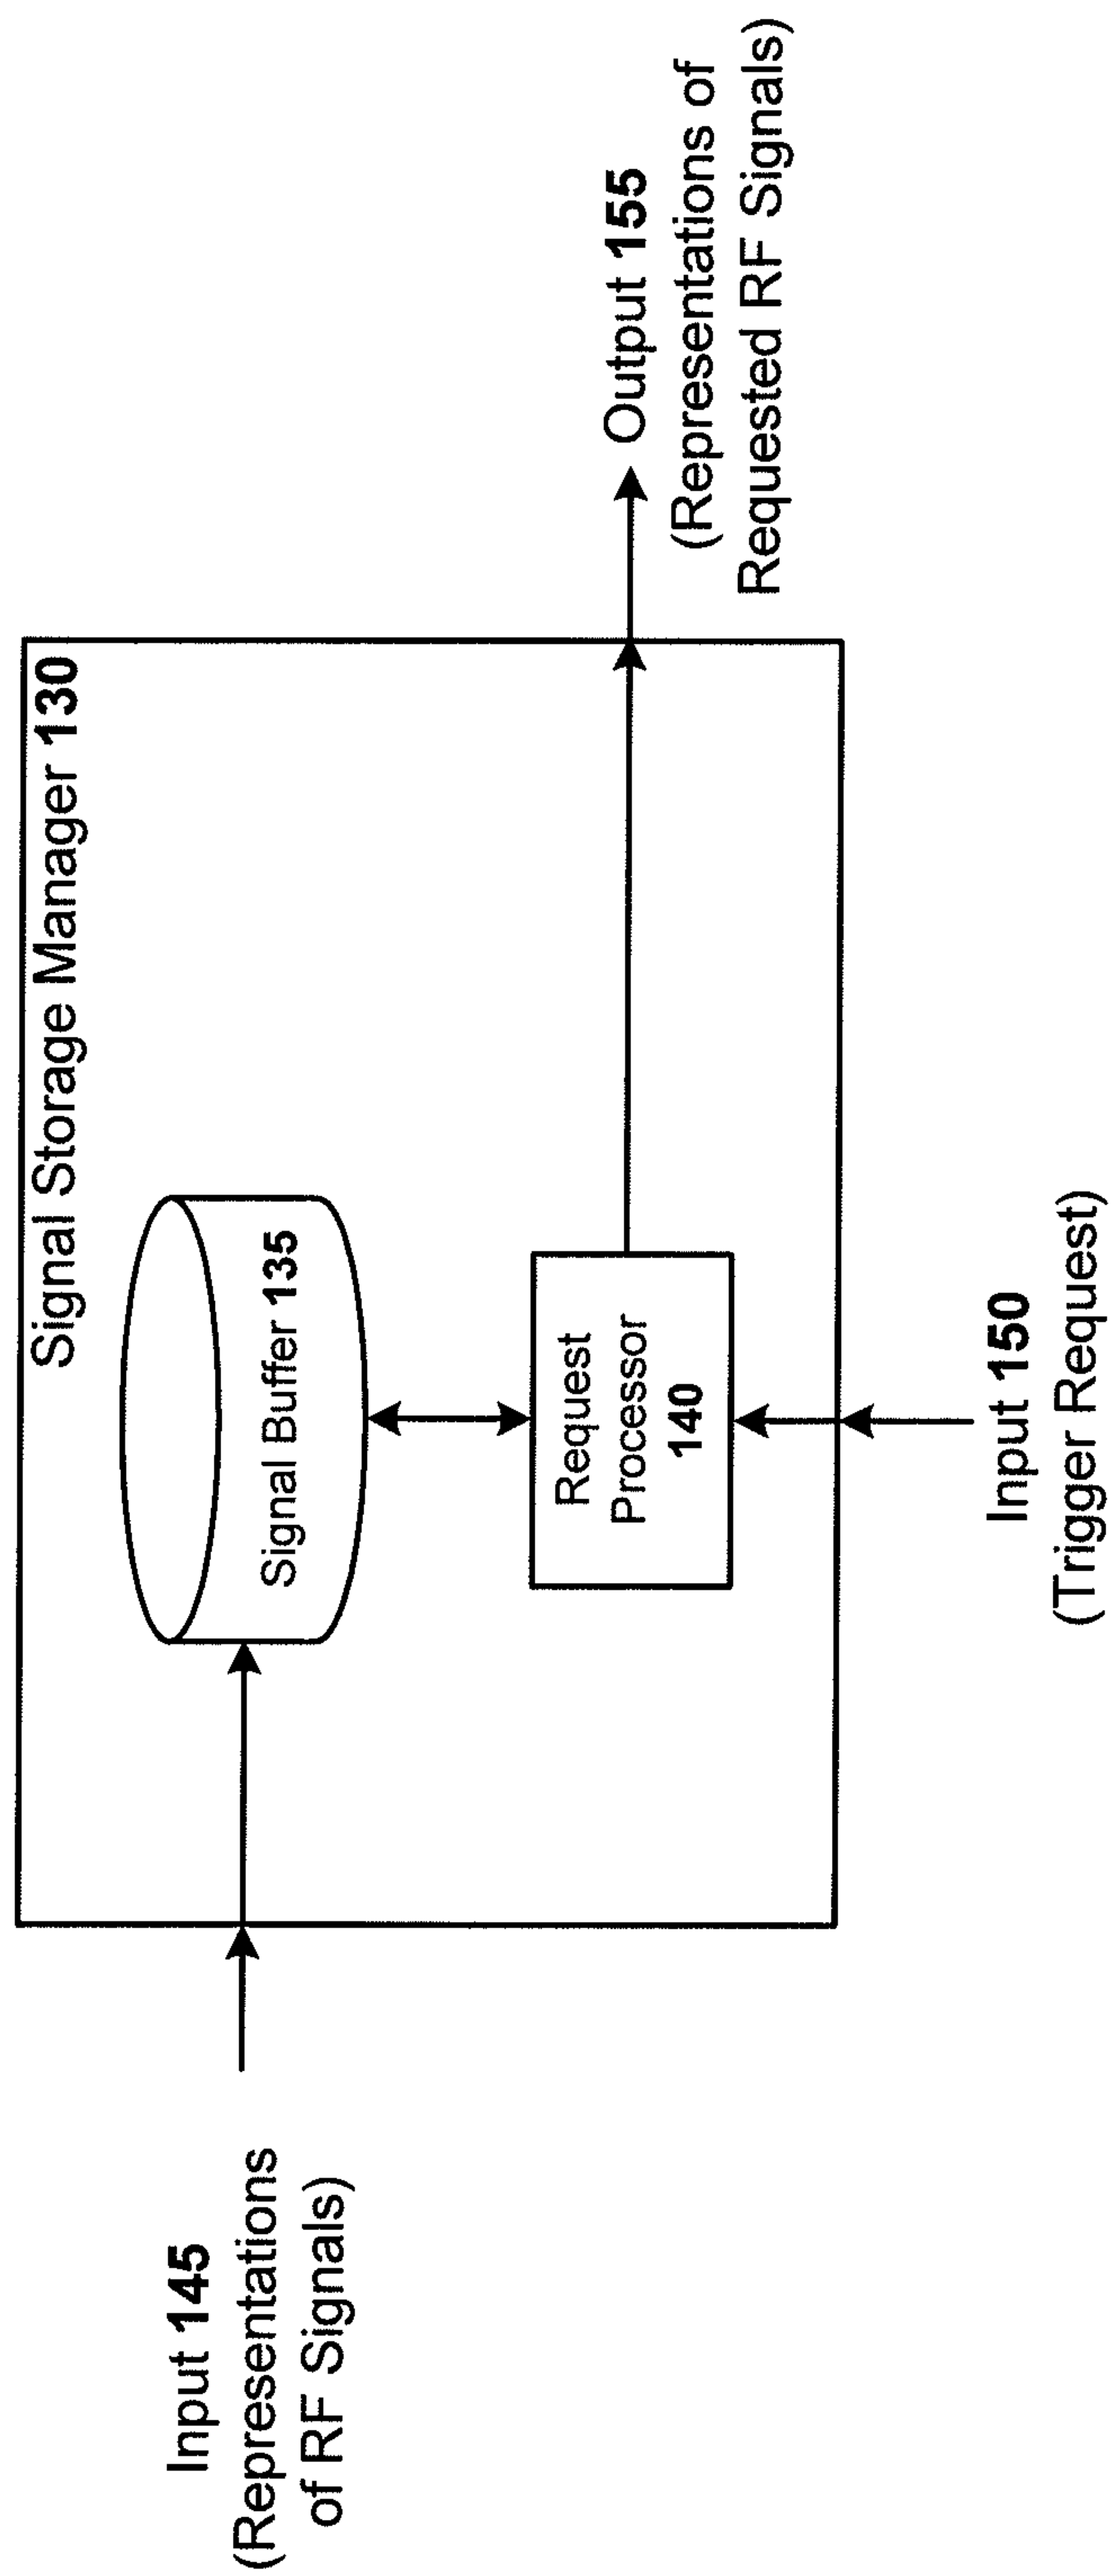 Signal Storage Manager 130
Input 145
(Representations
of RF Signals)
Signal Buffer 135
Request
Processor
140
Output 155
(Representations of
Requested RF Signals)
Input 150
(Trigger Request)